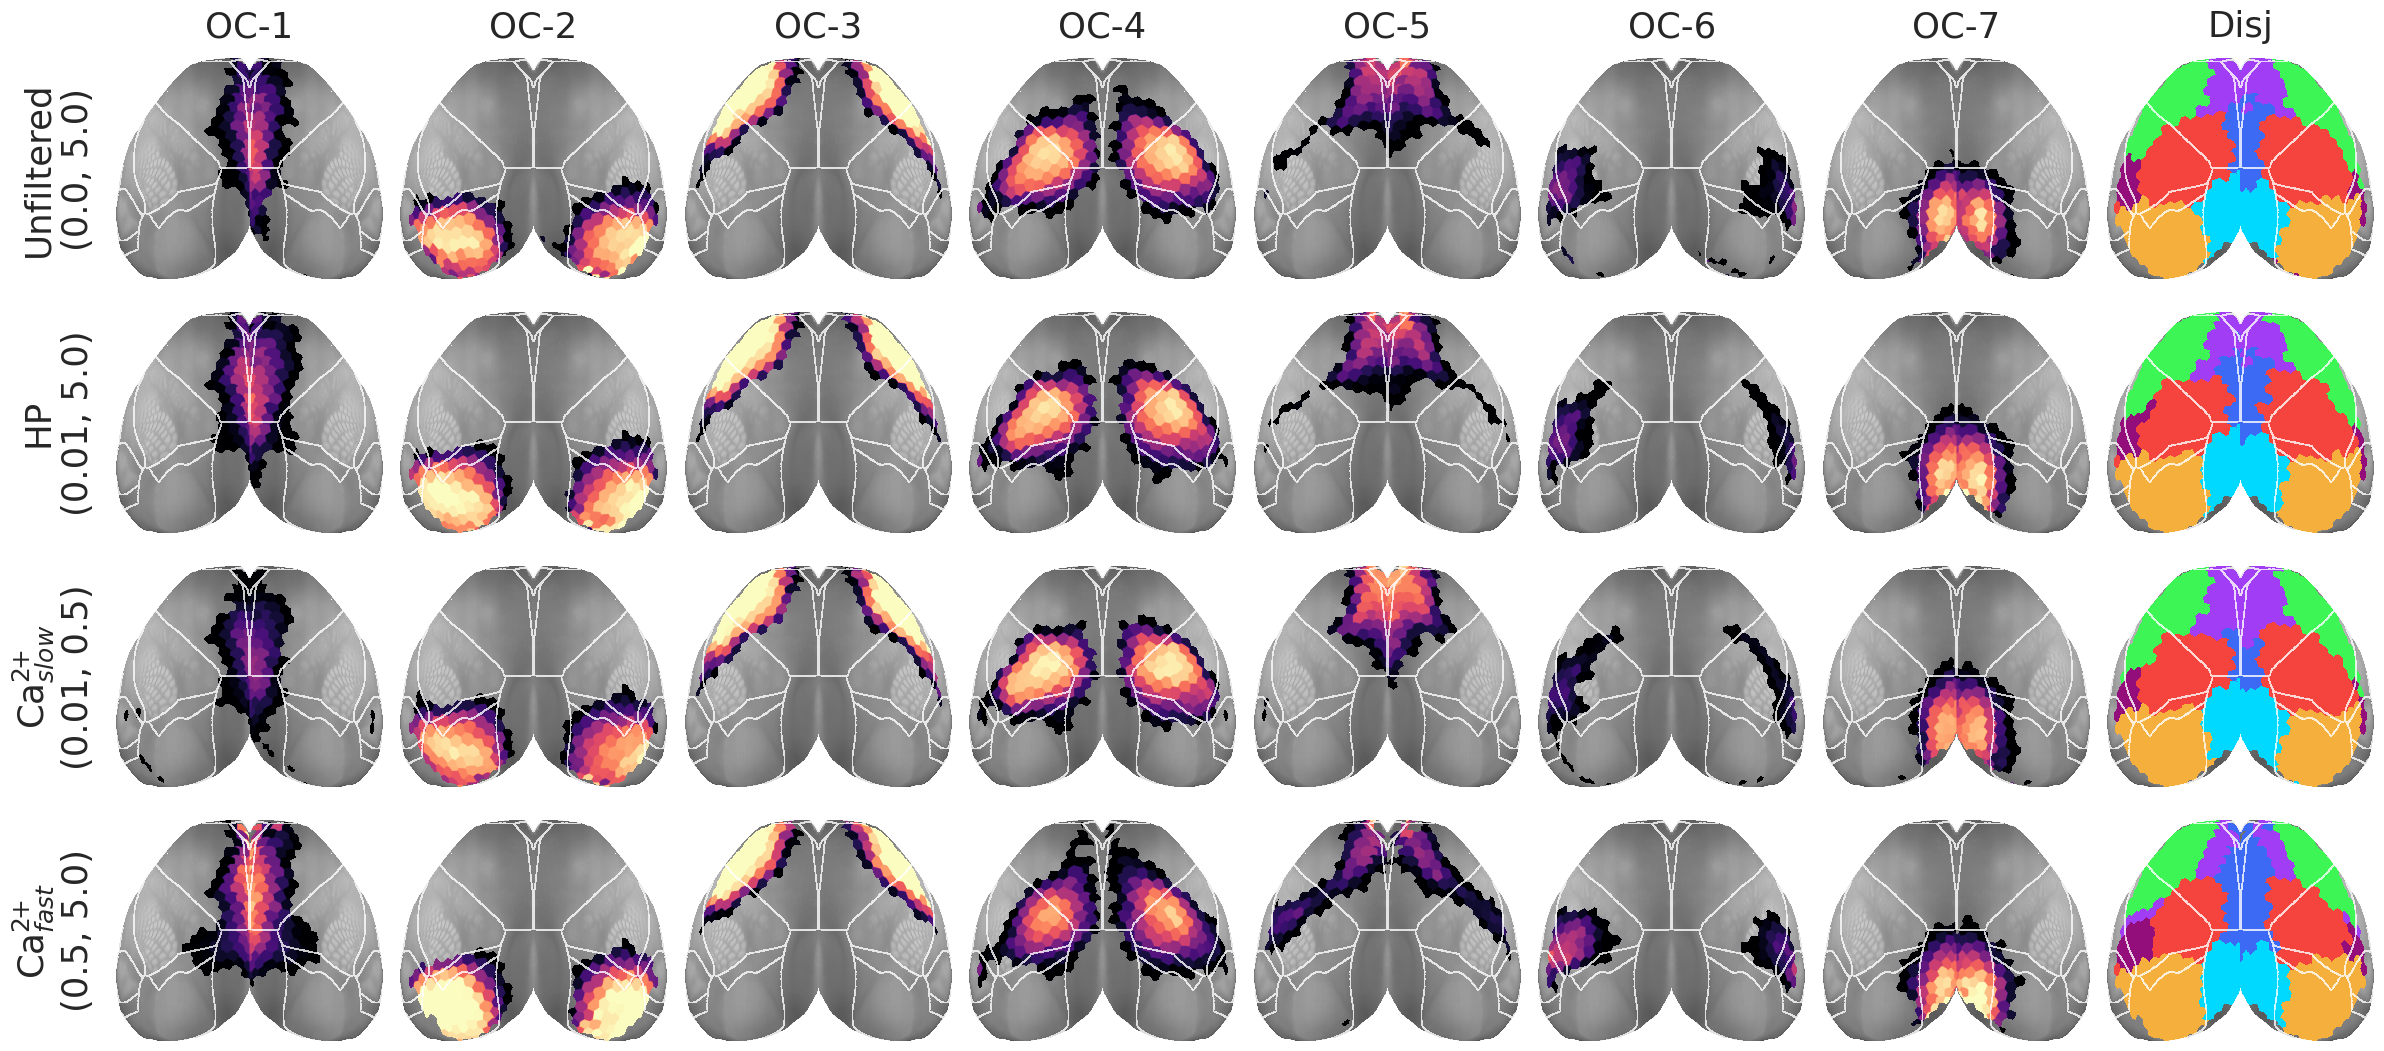 OC-1 OC-2 OC-3 OC-4 OC-5 OC-6 OC-7 Disj
Unfiltered
(0.0, 5.0)
HP
(0.01, 5.0)
Ca²⁺slow
(0.01, 0.5)
Ca²⁺fast
(0.5, 5.0)